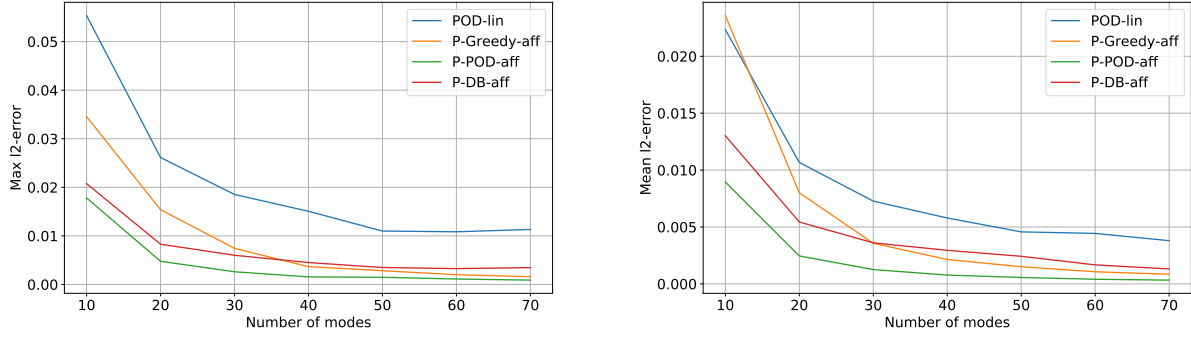 Max l2-error
0.05
0.04
0.03
0.02
0.01
0.00
10 20 30 40 50 60 70
Number of modes
POD-lin
P-Greedy-aff
P-POD-aff
P-DB-aff
Mean l2-error
0.020
0.015
0.010
0.005
0.000
10 20 30 40 50 60 70
Number of modes
POD-lin
P-Greedy-aff
P-POD-aff
P-DB-aff